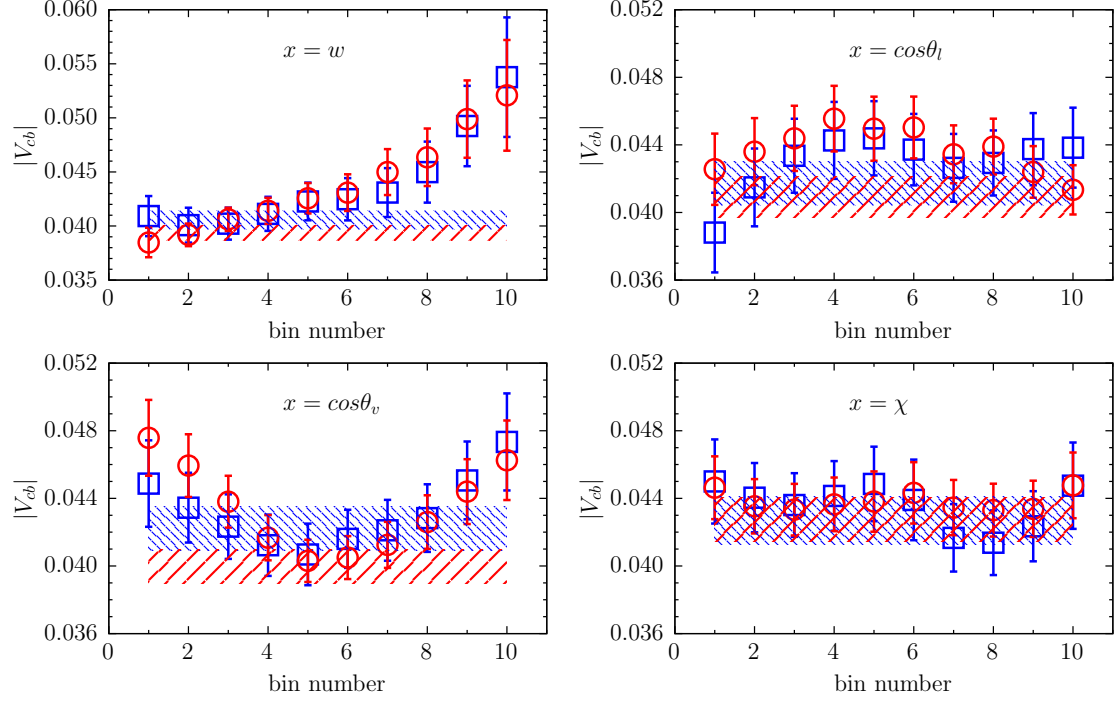 0.060
0.055
0.050
0.045
0.040
0.035
|V_{cb}|
x = w
0 2 4 6 8 10
bin number
0.052
0.048
0.044
0.040
0.036
|V_{cb}|
x = cosθ_l
0 2 4 6 8 10
bin number
0.052
0.048
0.044
0.040
0.036
|V_{cb}|
x = cosθ_v
0 2 4 6 8 10
bin number
0.052
0.048
0.044
0.040
0.036
|V_{cb}|
x = χ
0 2 4 6 8 10
bin number